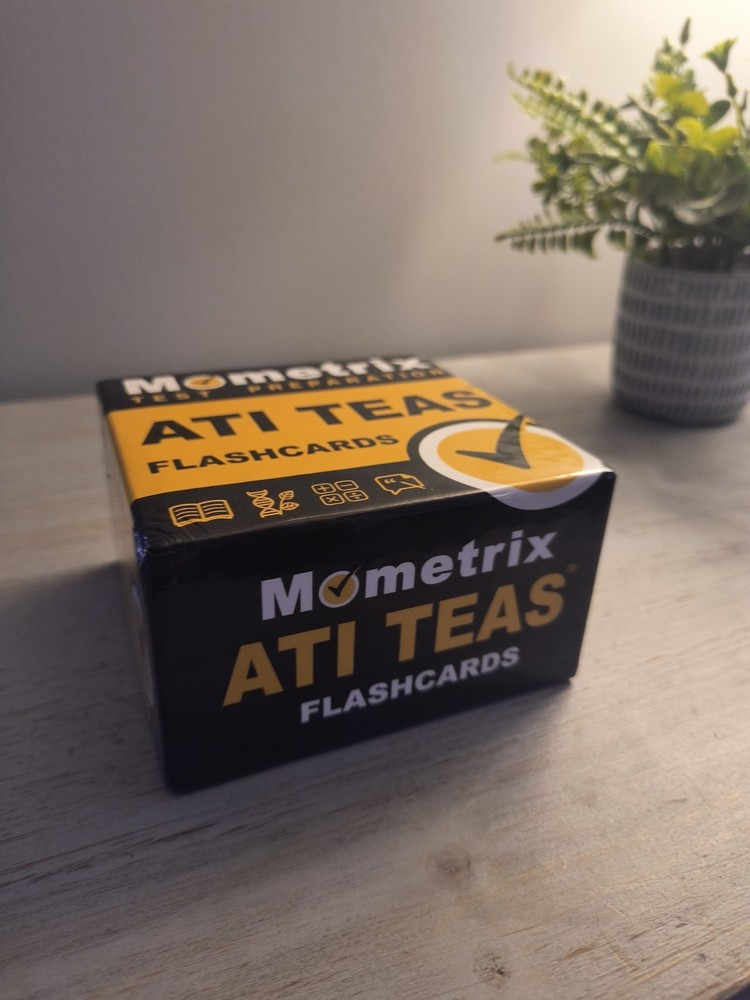 Mometrix
TEST PREPARATION
ATI TEAS
FLASHCARDS
Mometrix
ATI TEAS®
FLASHCARDS